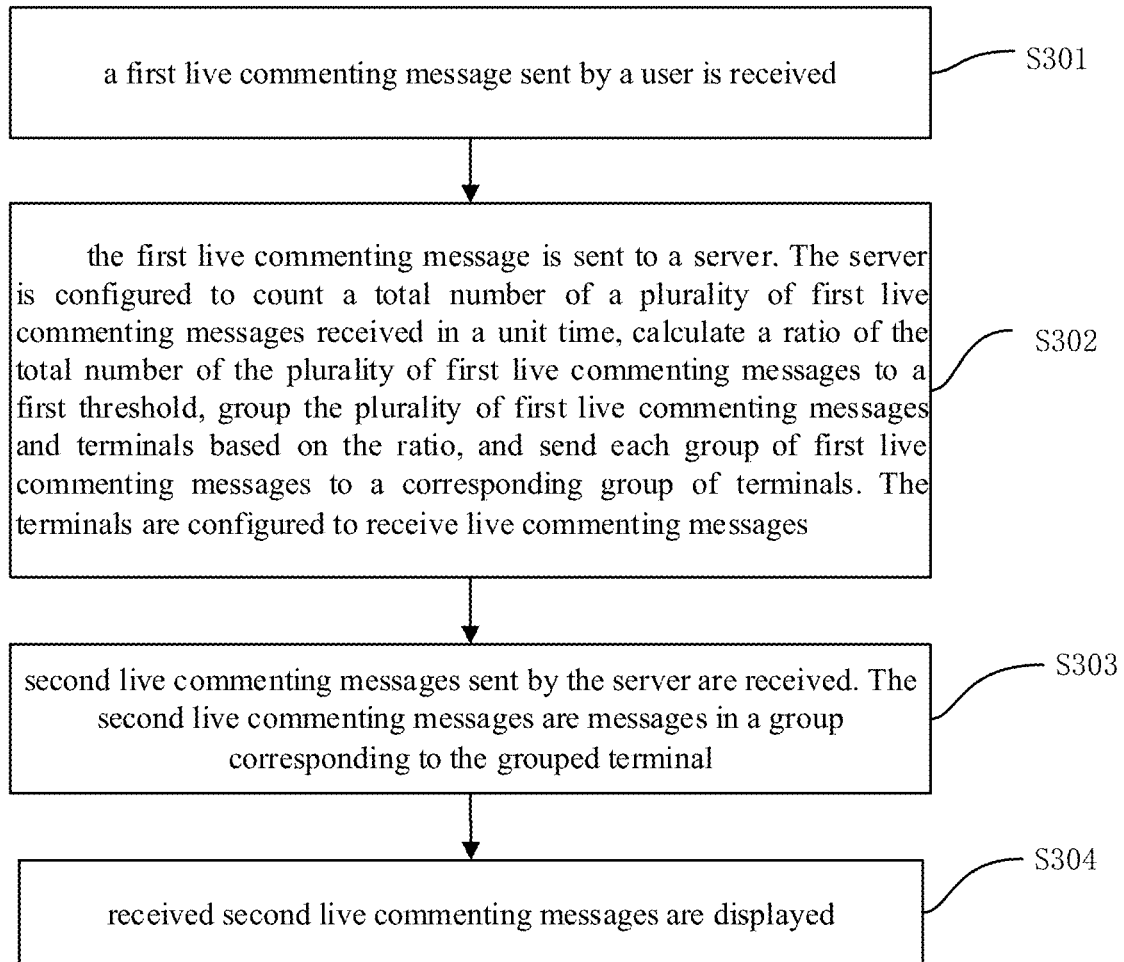 a first live commenting message sent by a user is received
S301
the first live commenting message is sent to a server. The server
is configured to count a total number of a plurality of first live
commenting messages received in a unit time, calculate a ratio of the
total number of the plurality of first live commenting messages to a
first threshold, group the plurality of first live commenting messages
and terminals based on the ratio, and send each group of first live
commenting messages to a corresponding group of terminals. The
terminals are configured to receive live commenting messages
S302
second live commenting messages sent by the server are received. The
second live commenting messages are messages in a group
corresponding to the grouped terminal
S303
received second live commenting messages are displayed
S304